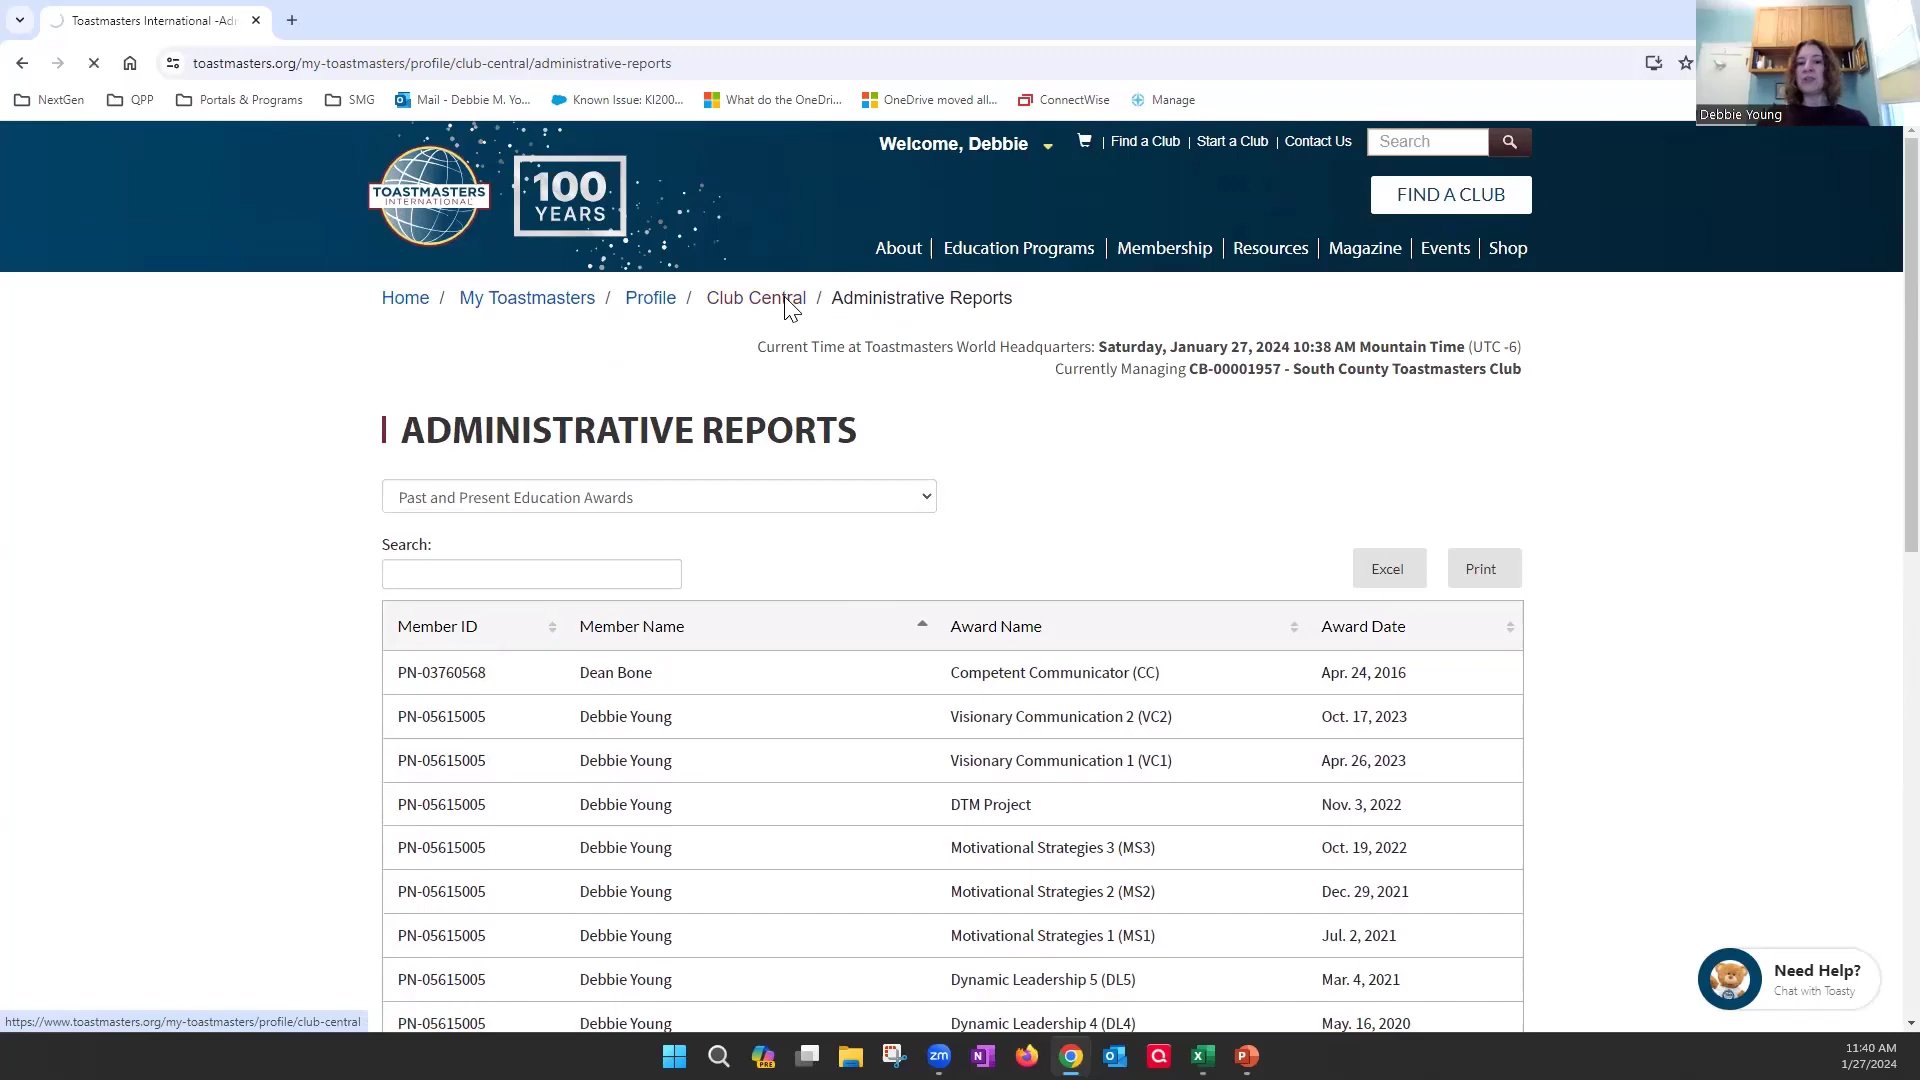 Toastmasters International -Adm
toastmasters.org/my-toastmasters/profile/club-central/administrative-reports
NextGen
QPP
Portals & Programs
SMG
Mail - Debbie M. Yo...
Known Issue: KI200...
What do the OneDri...
OneDrive moved all...
ConnectWise
Manage
Debbie Young
TOASTMASTERS
INTERNATIONAL
100
YEARS
Welcome, Debbie
| Find a Club | Start a Club | Contact Us
Search
FIND A CLUB
About | Education Programs | Membership | Resources | Magazine | Events | Shop
Home / My Toastmasters / Profile / Club Central / Administrative Reports
Current Time at Toastmasters World Headquarters: Saturday, January 27, 2024 10:38 AM Mountain Time (UTC -6)
Currently Managing CB-00001957 - South County Toastmasters Club
ADMINISTRATIVE REPORTS
Past and Present Education Awards
Search:
Excel Print
Member ID Member Name Award Name Award Date
PN-03760568 Dean Bone Competent Communicator (CC) Apr. 24, 2016
PN-05615005 Debbie Young Visionary Communication 2 (VC2) Oct. 17, 2023
PN-05615005 Debbie Young Visionary Communication 1 (VC1) Apr. 26, 2023
PN-05615005 Debbie Young DTM Project Nov. 3, 2022
PN-05615005 Debbie Young Motivational Strategies 3 (MS3) Oct. 19, 2022
PN-05615005 Debbie Young Motivational Strategies 2 (MS2) Dec. 29, 2021
PN-05615005 Debbie Young Motivational Strategies 1 (MS1) Jul. 2, 2021
PN-05615005 Debbie Young Dynamic Leadership 5 (DL5) Mar. 4, 2021
PN-05615005 Debbie Young Dynamic Leadership 4 (DL4) May. 16, 2020
Need Help?
Chat with Toasty
https://www.toastmasters.org/my-toastmasters/profile/club-central
PRE
zm
11:40 AM
1/27/2024